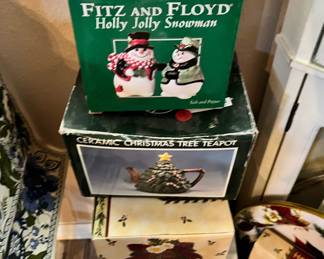 FITZ AND FLOYD
Holly Jolly Snowman
Salt and Pepper
CERAMIC CHRISTMAS TREE TEAPOT